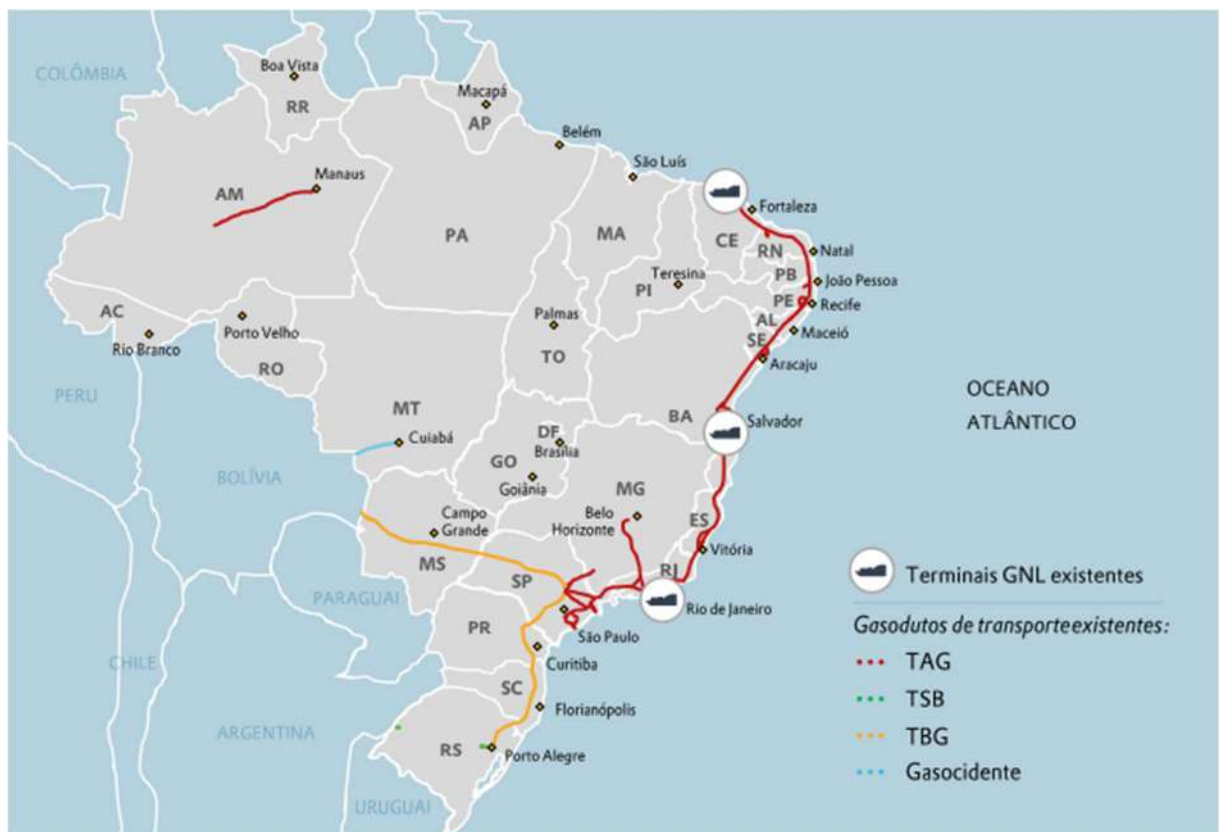 COLÔMBIA
Boa Vista
RR
Macapá
AP
Belém
São Luís
Manaus
AM
Fortaleza
PA
MA
CE
RN
Natal
Teresina
PB
João Pessoa
PI
PE
Recife
AC
Palmas
AL
Maceió
Porto Velho
Rio Branco
SE
TO
Aracaju
RO
PERU
OCEANO
ATLÂNTICO
MT
BA
Salvador
Cuiabá
DF
Brasília
GO
BOLÍVIA
Goiânia
MG
Campo
Grande
Belo
Horizonte
ES
Vitória
MS
SP
RJ
Terminais GNL existentes
PARAGUAI
Rio de Janeiro
PR
São Paulo
Gasodutos de transporte existentes:
CHILE
Curitiba
TAG
SC
TSB
Florianópolis
ARGENTINA
TBG
RS
Porto Alegre
Gasocidente
URUGUAI